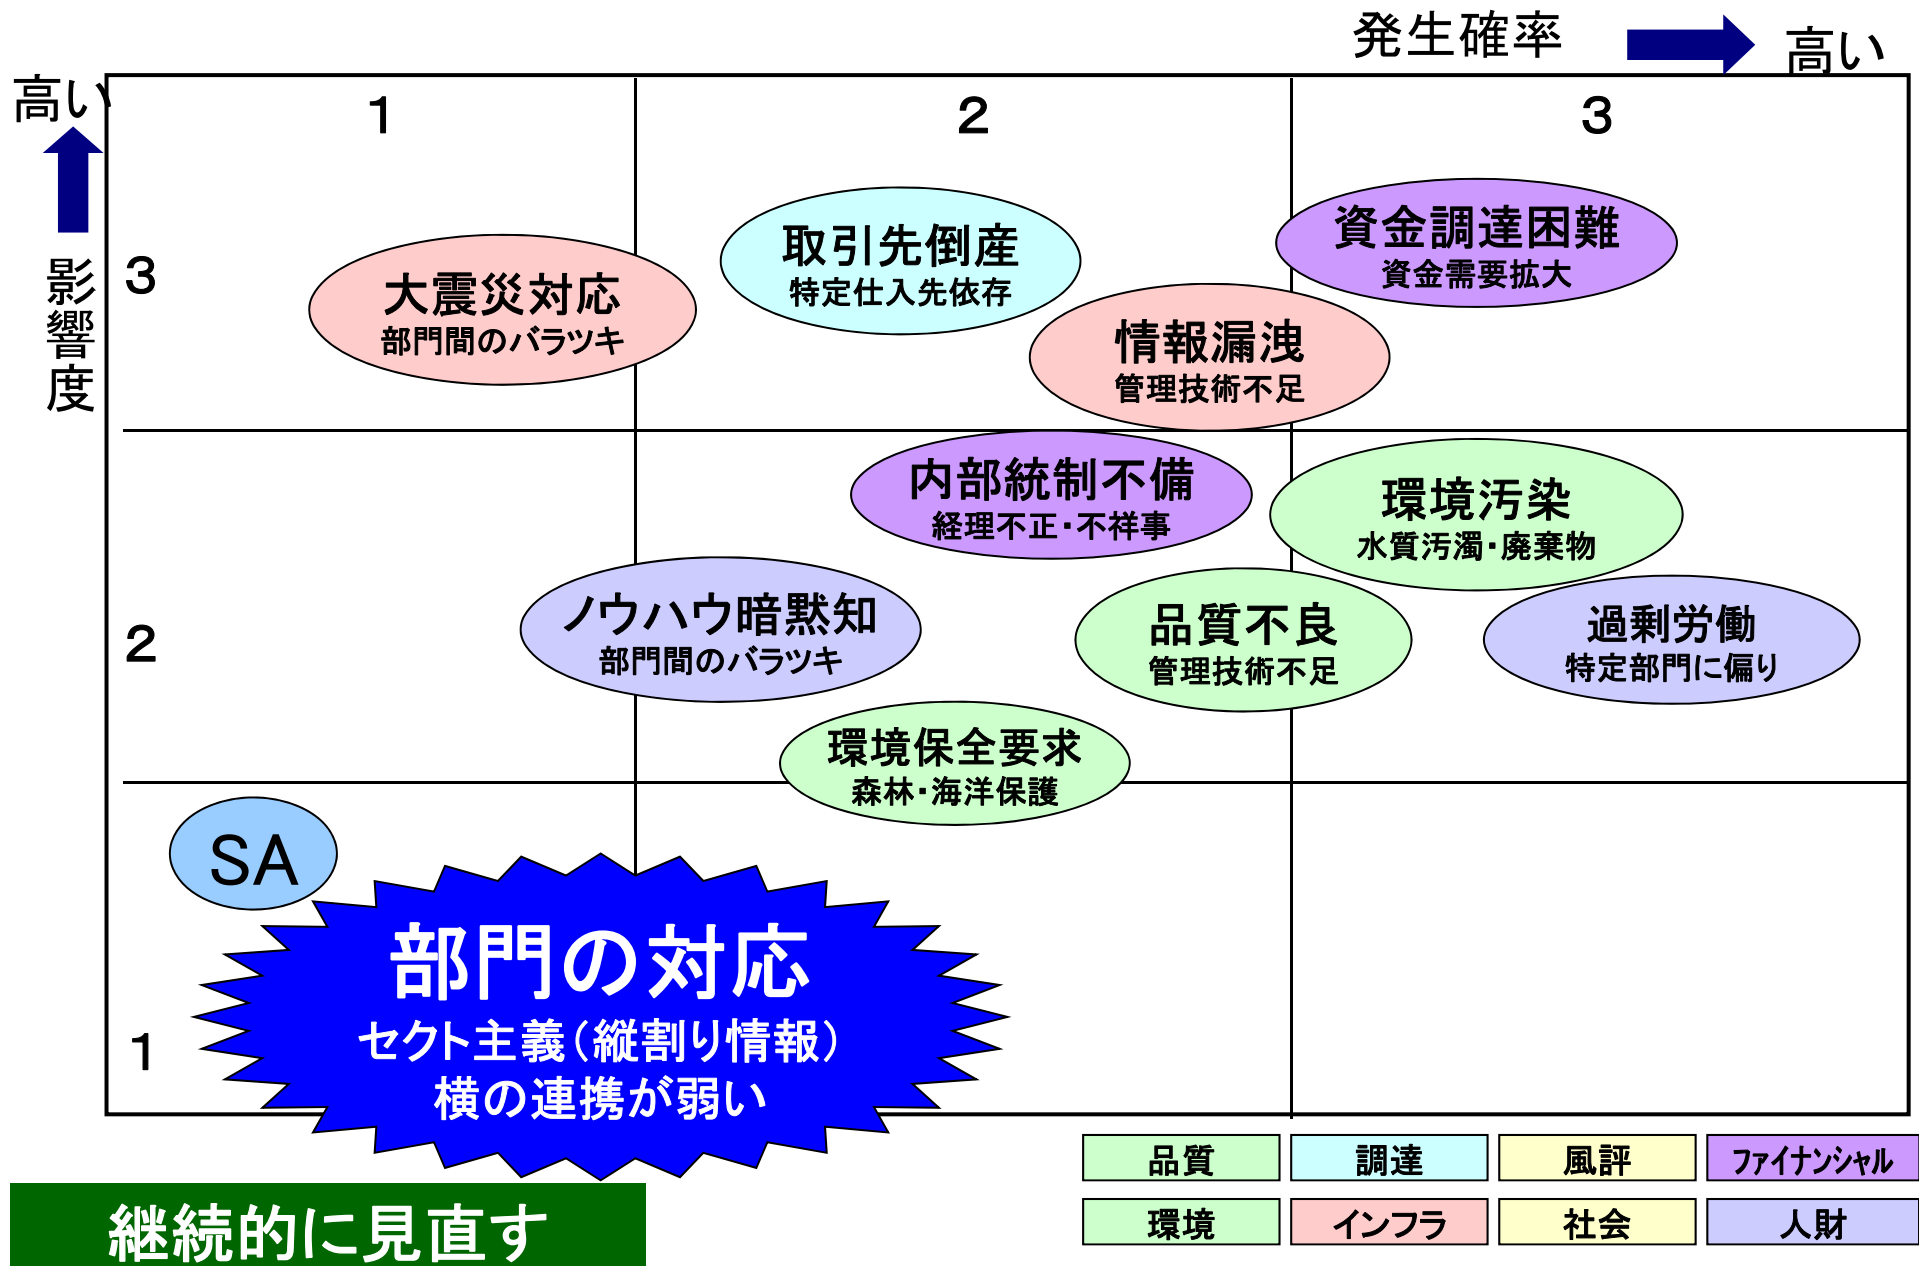 発生確率
高い
高い
影響度
1
2
3
3
大震災対応
部門間のバラツキ
取引先倒産
特定仕入先依存
資金調達困難
資金需要拡大
情報漏洩
管理技術不足
2
内部統制不備
経理不正・不祥事
環境汚染
水質汚濁・廃棄物
ノウハウ暗黙知
部門間のバラツキ
品質不良
管理技術不足
過剰労働
特定部門に偏り
環境保全要求
森林・海洋保護
1
SA
部門の対応
セクト主義（縦割り情報）
横の連携が弱い
品質
調達
風評
ファイナンシャル
環境
インフラ
社会
人財
継続的に見直す